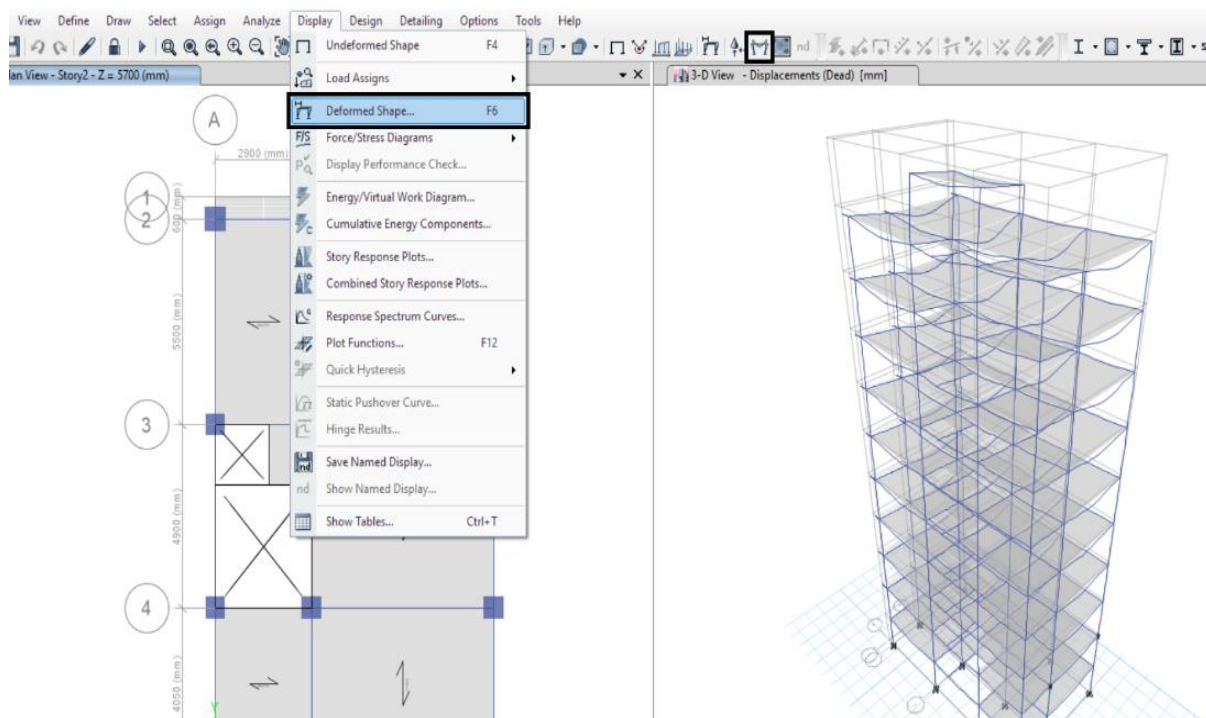 View Define Draw Select Assign Analyze Display Design Detailing Options Tools Help
nd
lan View - Story2 - Z = 5700 (mm)
3-D View - Displacements (Dead) [mm]
Undeformed Shape F4
Load Assigns
Deformed Shape... F6
F/S Force/Stress Diagrams
Display Performance Check...
Energy/Virtual Work Diagram...
Cumulative Energy Components...
Story Response Plots...
Combined Story Response Plots...
Response Spectrum Curves...
Plot Functions... F12
Quick Hysteresis
Static Pushover Curve...
Hinge Results...
nd Save Named Display...
nd Show Named Display...
Show Tables... Ctrl+T
A
2900 (mm)
1
2
600 (mm)
5500 (mm)
3
4900 (mm)
4
4050 (mm)
Y